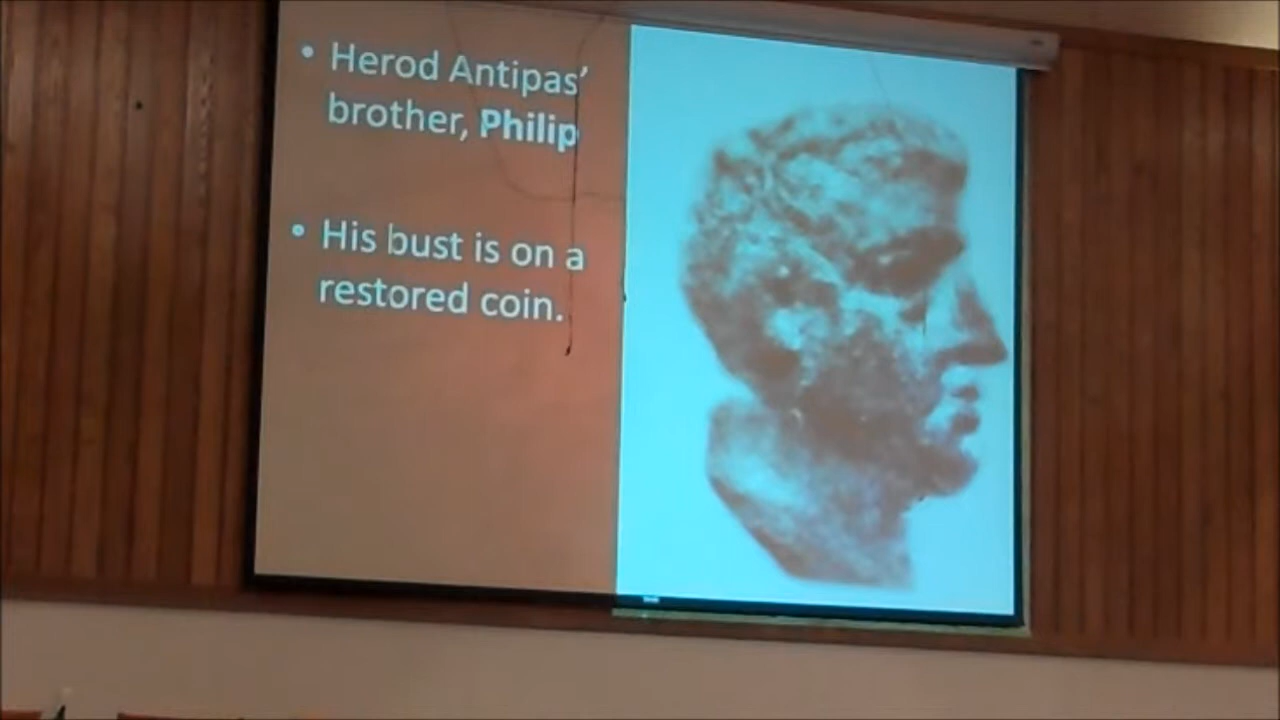 • Herod Antipas'
brother, Philip
• His bust is on a
restored coin.